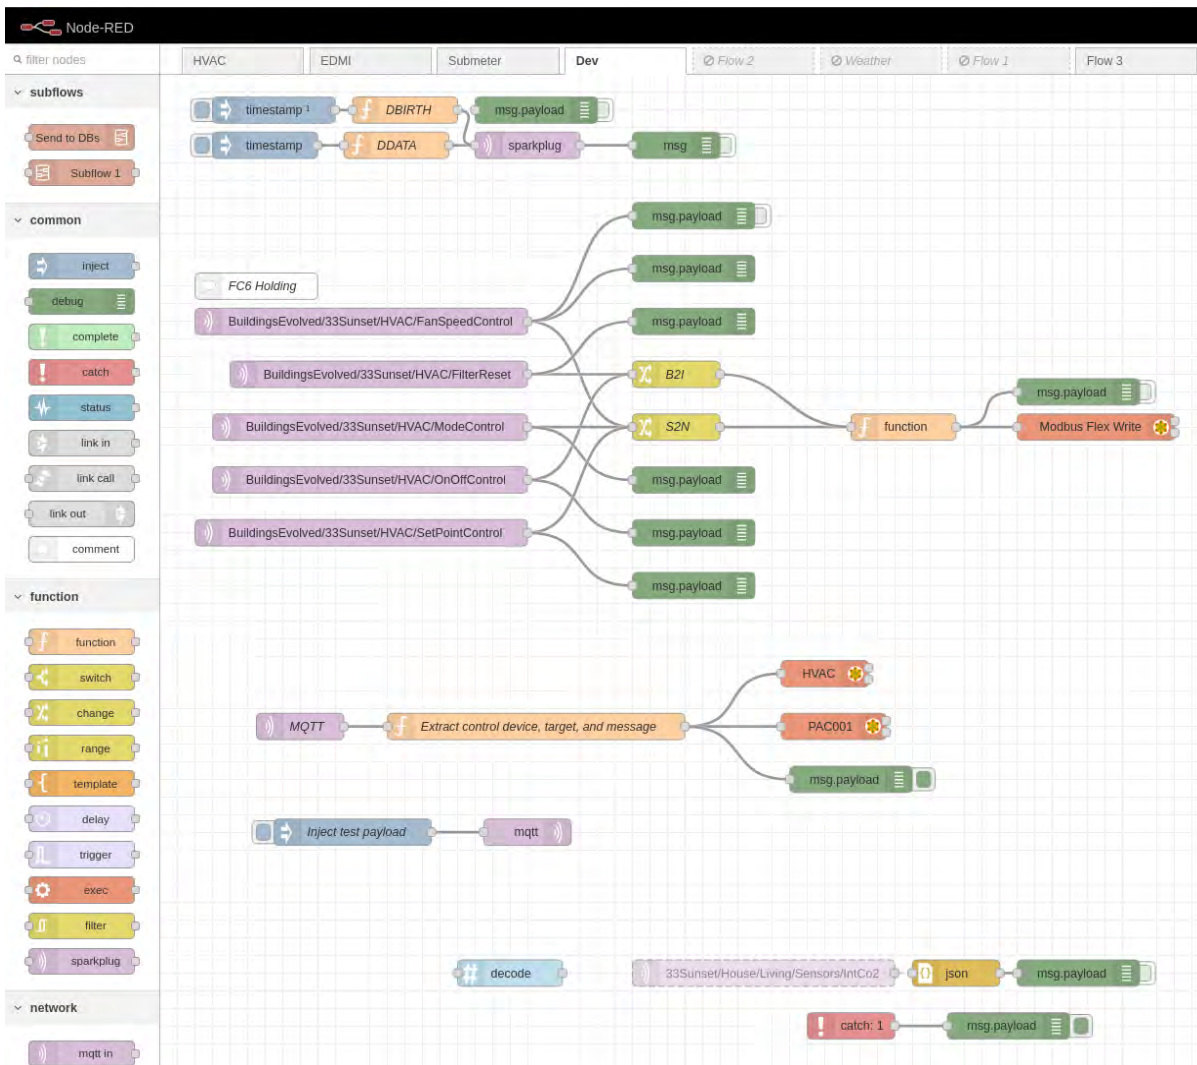 Node-RED
filter nodes
HVAC
EDMI
Submeter
Dev
Flow 2
Weather
Flow 1
Flow 3
subflows
Send to DBs
Subflow 1
common
inject
debug
complete
catch
status
link in
link call
link out
comment
function
function
switch
change
range
template
delay
trigger
exec
filter
sparkplug
network
mqtt in
timestamp ¹
DBIRTH
msg.payload
timestamp
DDATA
sparkplug
msg
msg.payload
msg.payload
FC6 Holding
BuildingsEvolved/33Sunset/HVAC/FanSpeedControl
msg.payload
BuildingsEvolved/33Sunset/HVAC/FilterReset
B2I
msg.payload
BuildingsEvolved/33Sunset/HVAC/ModeControl
S2N
function
Modbus Flex Write
BuildingsEvolved/33Sunset/HVAC/OnOffControl
msg.payload
BuildingsEvolved/33Sunset/HVAC/SetPointControl
msg.payload
msg.payload
HVAC
MQTT
Extract control device, target, and message
PAC001
msg.payload
Inject test payload
mqtt
decode
33Sunset/House/Living/Sensors/IntCo2
json
msg.payload
catch: 1
msg.payload